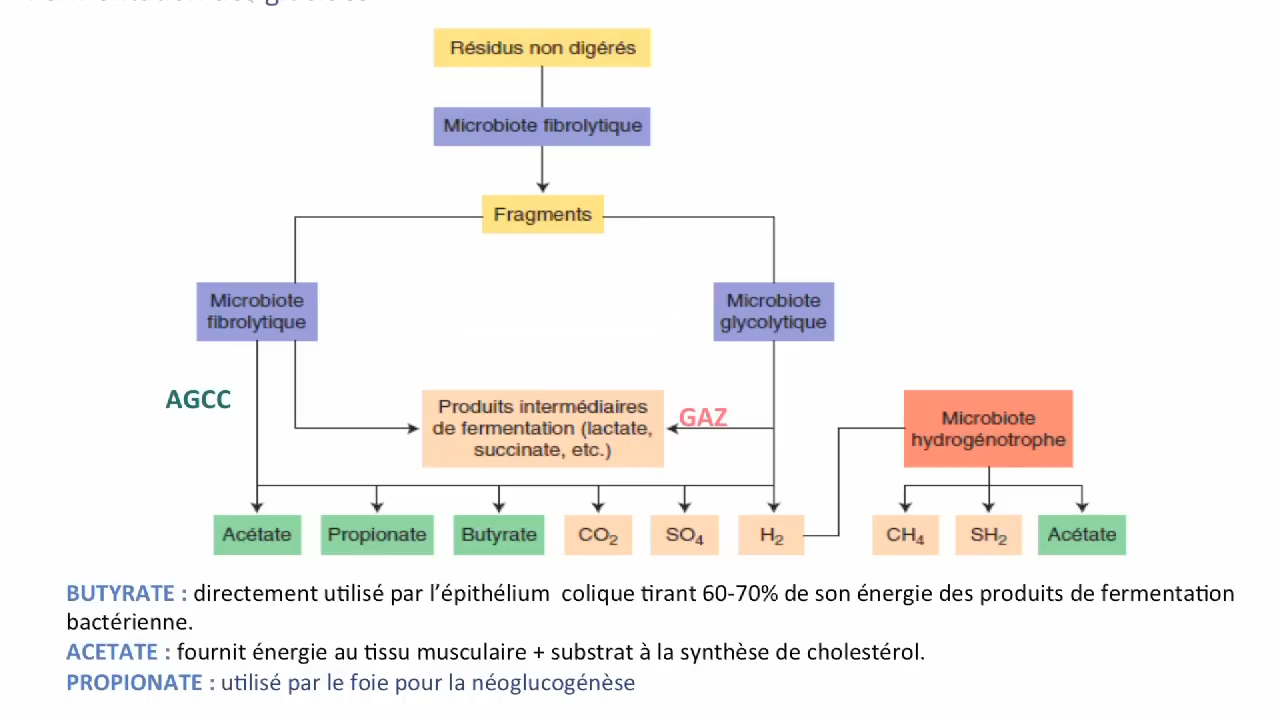 Résidus non digérés
Microbiote fibrolytique
Fragments
Microbiote
fibrolytique
Microbiote
glycolytique
AGCC
Produits intermédiaires
de fermentation (lactate,
succinate, etc.)
GAZ
Microbiote
hydrogénotrophe
Acétate
Propionate
Butyrate
CO₂
SO₄
H₂
CH₄
SH₂
Acétate
BUTYRATE : directement utilisé par l’épithélium colique tirant 60-70% de son énergie des produits de fermentation
bactérienne.
ACETATE : fournit énergie au tissu musculaire + substrat à la synthèse de cholestérol.
PROPIONATE : utilisé par le foie pour la néoglucogénèse